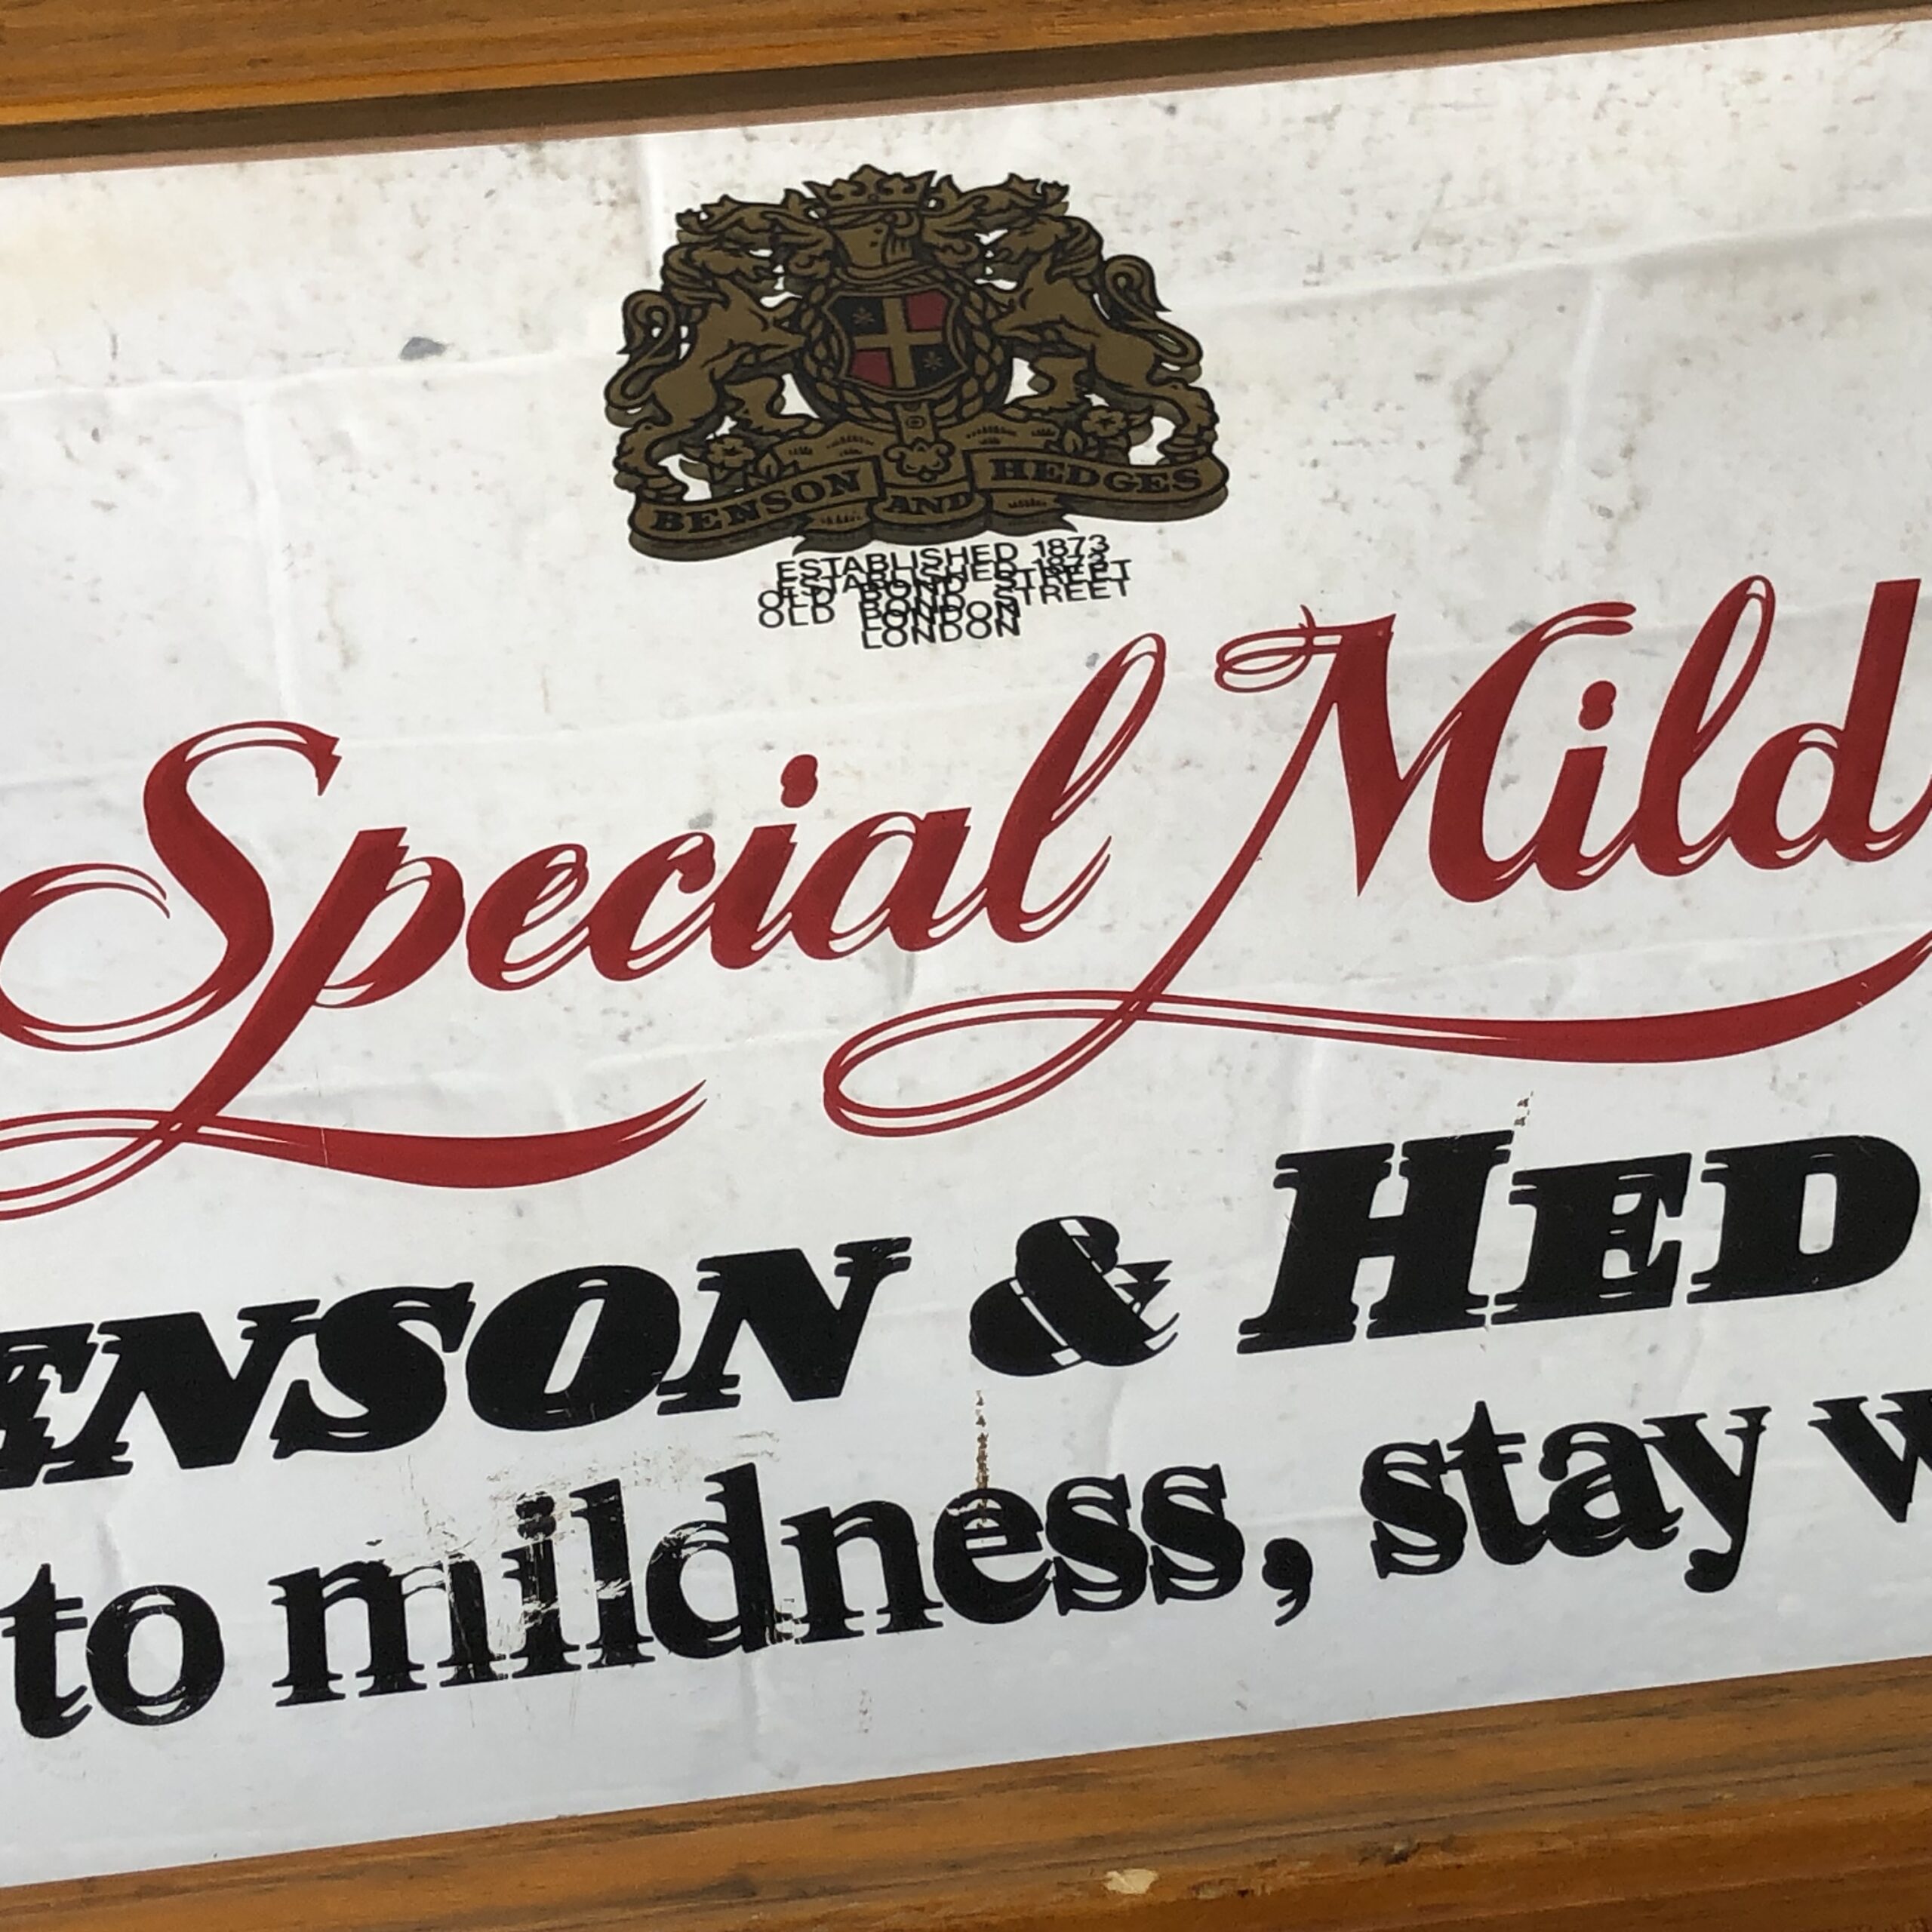 BENSON AND HEDGES
ESTABLISHED 1873
OLD BOND STREET
LONDON
Special Mild
ENSON & HED
to mildness, stay w